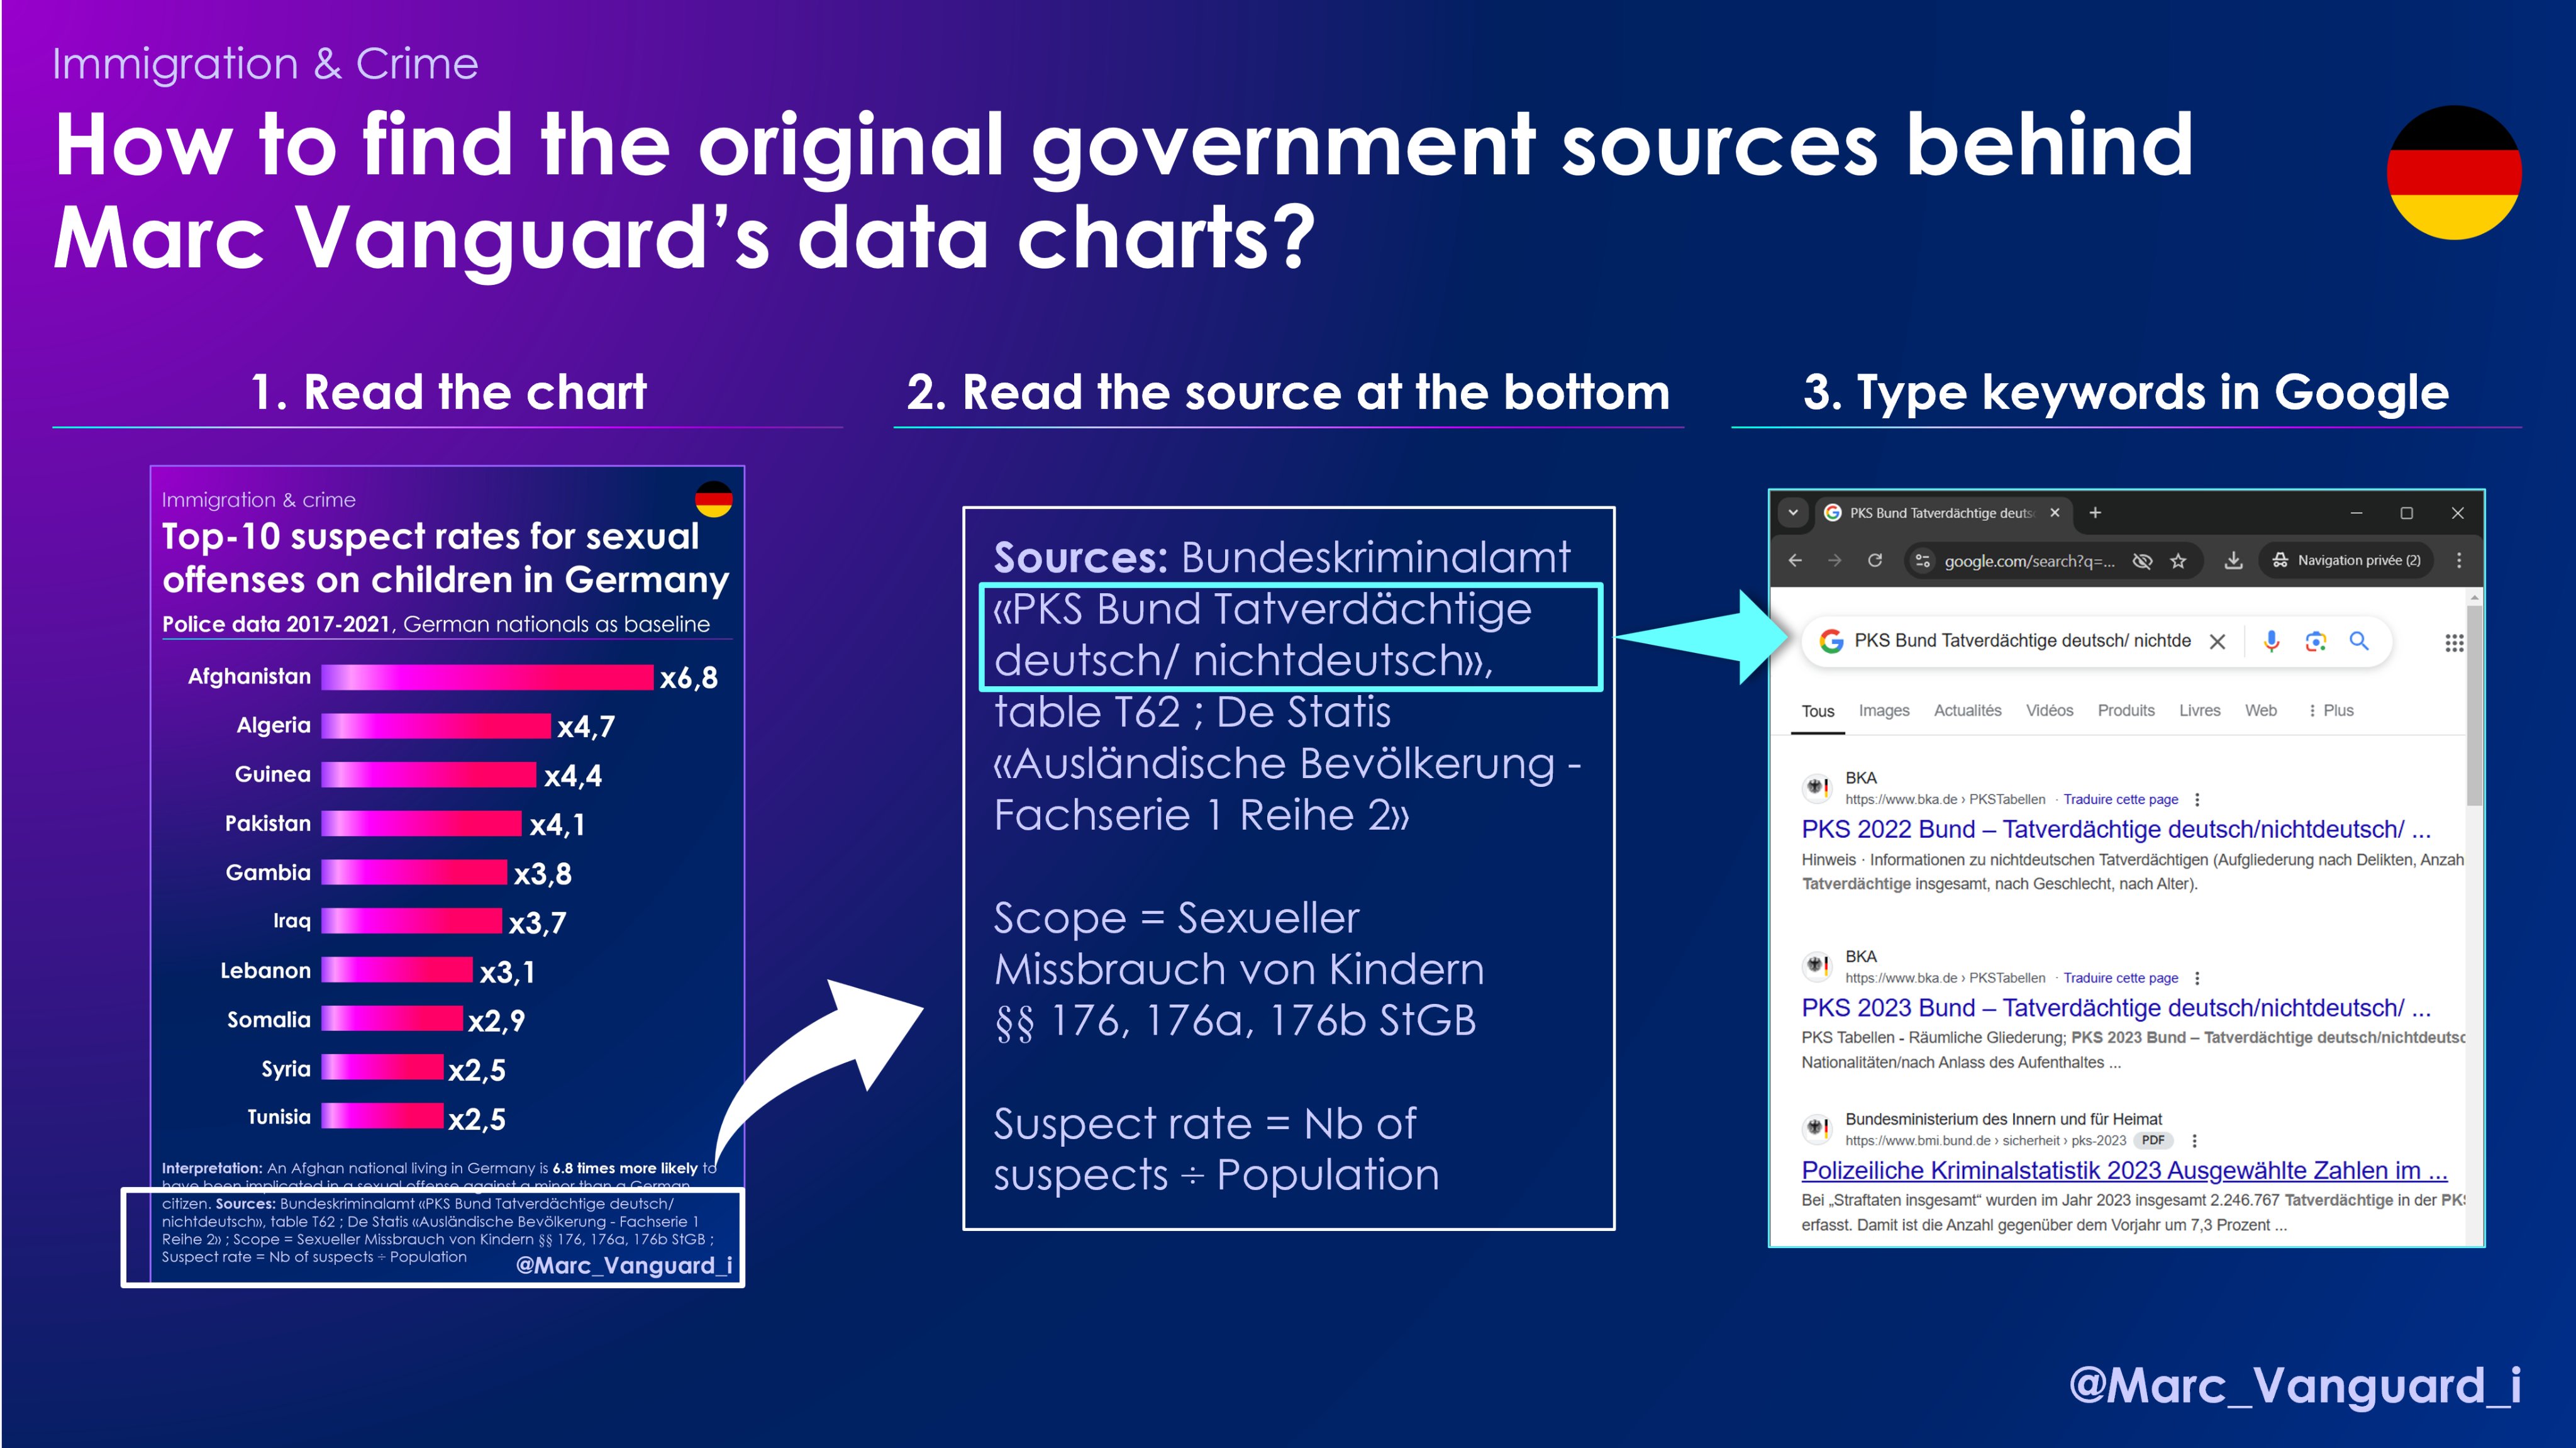 Immigration & Crime
How to find the original government sources behind
Marc Vanguard's data charts?
1. Read the chart
Immigration & crime
Top-10 suspect rates for sexual
offenses on children in Germany
Police data 2017-2021, German nationals as baseline
Afghanistan x6,8
Algeria x4,7
Guinea x4,4
Pakistan x4,1
Gambia x3,8
Iraq x3,7
Lebanon x3,1
Somalia x2,9
Syria x2,5
Tunisia x2,5
Interpretation: An Afghan national living in Germany is 6.8 times more likely to
have been implicated in a sexual offense against a minor than a German
citizen. Sources: Bundeskriminalamt «PKS Bund Tatverdächtige deutsch/
nichtdeutsch», table T62 ; De Statis «Ausländische Bevölkerung - Fachserie 1
Reihe 2» ; Scope = Sexueller Missbrauch von Kindern §§ 176, 176a, 176b StGB ;
Suspect rate = Nb of suspects ÷ Population
@Marc_Vanguard_i
2. Read the source at the bottom
Sources: Bundeskriminalamt
«PKS Bund Tatverdächtige
deutsch/ nichtdeutsch»,
table T62 ; De Statis
«Ausländische Bevölkerung -
Fachserie 1 Reihe 2»
Scope = Sexueller
Missbrauch von Kindern
§§ 176, 176a, 176b StGB
Suspect rate = Nb of
suspects ÷ Population
3. Type keywords in Google
PKS Bund Tatverdächtige deuts
google.com/search?q=... Navigation privée (2)
PKS Bund Tatverdächtige deutsch/ nichtde
Tous Images Actualités Vidéos Produits Livres Web Plus
BKA
https://www.bka.de › PKSTabellen · Traduire cette page
PKS 2022 Bund – Tatverdächtige deutsch/nichtdeutsch/ ...
Hinweis · Informationen zu nichtdeutschen Tatverdächtigen (Aufgliederung nach Delikten, Anzah
Tatverdächtige insgesamt, nach Geschlecht, nach Alter).
BKA
https://www.bka.de › PKSTabellen · Traduire cette page
PKS 2023 Bund – Tatverdächtige deutsch/nichtdeutsch/ ...
PKS Tabellen - Räumliche Gliederung; PKS 2023 Bund – Tatverdächtige deutsch/nichtdeutsc
Nationalitäten/nach Anlass des Aufenthaltes ...
Bundesministerium des Innern und für Heimat
https://www.bmi.bund.de › sicherheit › pks-2023 PDF
Polizeiliche Kriminalstatistik 2023 Ausgewählte Zahlen im ...
Bei „Straftaten insgesamt“ wurden im Jahr 2023 insgesamt 2.246.767 Tatverdächtige in der PKS
erfasst. Damit ist die Anzahl gegenüber dem Vorjahr um 7,3 Prozent ...
@Marc_Vanguard_i